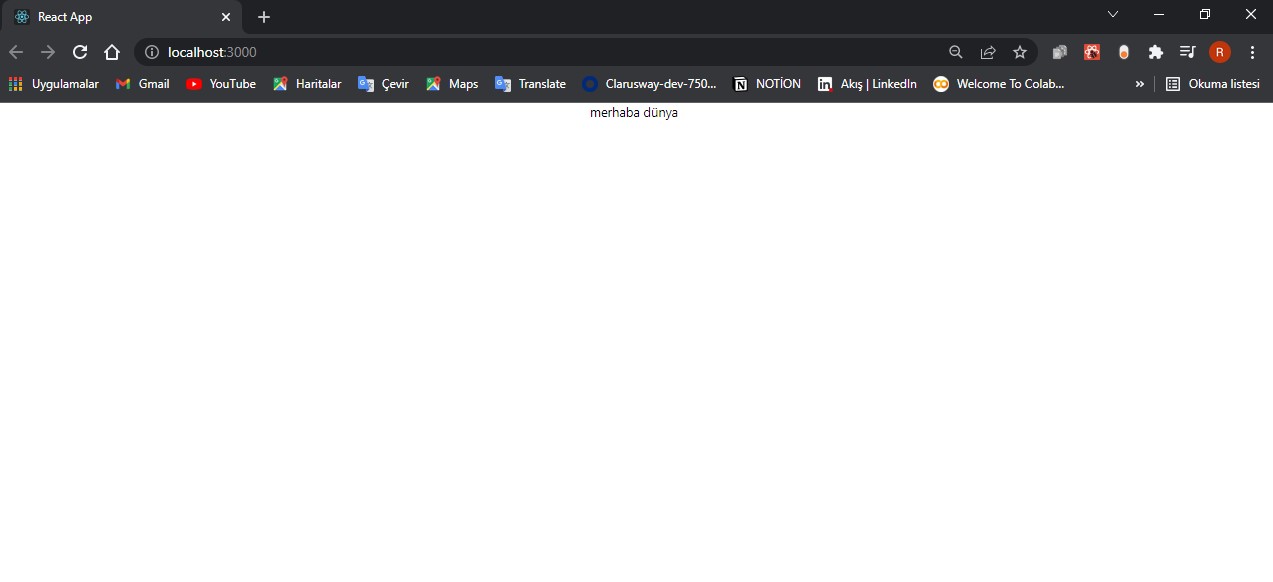 React App
localhost:3000
R
Uygulamalar Gmail YouTube Haritalar Çevir Maps Translate Clarusway-dev-750... NOTİON Akış | LinkedIn Welcome To Colab... » Okuma listesi
merhaba dünya